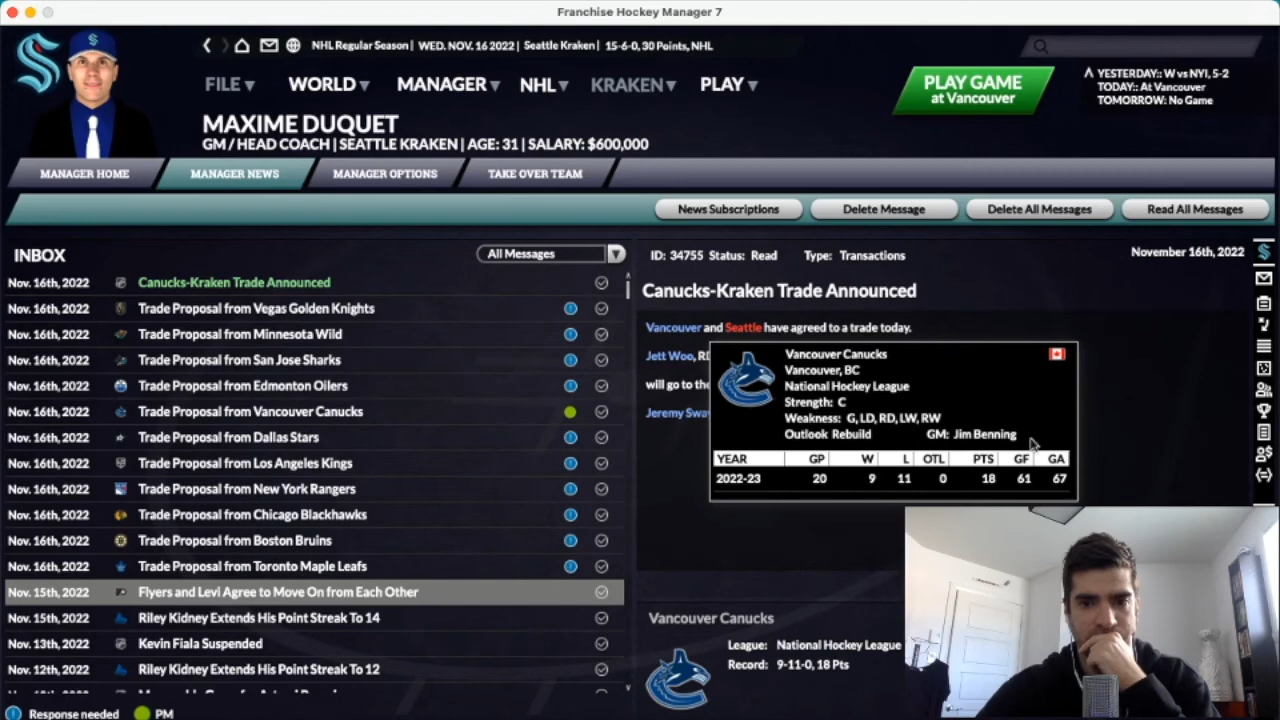 Franchise Hockey Manager 7
NHL Regular Season | WED. NOV. 16 2022 | Seattle Kraken | 15-6-0, 30 Points, NHL
FILE WORLD MANAGER NHL KRAKEN PLAY
PLAY GAME
at Vancouver
YESTERDAY:: W vs NYI, 5-2
TODAY:: At Vancouver
TOMORROW: No Game
MAXIME DUQUET
GM / HEAD COACH | SEATTLE KRAKEN | AGE: 31 | SALARY: $600,000
MANAGER HOME MANAGER NEWS MANAGER OPTIONS TAKE OVER TEAM
News Subscriptions Delete Message Delete All Messages Read All Messages
INBOX All Messages
Nov. 16th, 2022 Canucks-Kraken Trade Announced
Nov. 16th, 2022 Trade Proposal from Vegas Golden Knights
Nov. 16th, 2022 Trade Proposal from Minnesota Wild
Nov. 16th, 2022 Trade Proposal from San Jose Sharks
Nov. 16th, 2022 Trade Proposal from Edmonton Oilers
Nov. 16th, 2022 Trade Proposal from Vancouver Canucks
Nov. 16th, 2022 Trade Proposal from Dallas Stars
Nov. 16th, 2022 Trade Proposal from Los Angeles Kings
Nov. 16th, 2022 Trade Proposal from New York Rangers
Nov. 16th, 2022 Trade Proposal from Chicago Blackhawks
Nov. 16th, 2022 Trade Proposal from Boston Bruins
Nov. 16th, 2022 Trade Proposal from Toronto Maple Leafs
Nov. 15th, 2022 Flyers and Levi Agree to Move On from Each Other
Nov. 15th, 2022 Riley Kidney Extends His Point Streak To 14
Nov. 13th, 2022 Kevin Fiala Suspended
Nov. 12th, 2022 Riley Kidney Extends His Point Streak To 12
Response needed PM
ID: 34755 Status: Read Type: Transactions November 16th, 2022
Canucks-Kraken Trade Announced
Vancouver and Seattle have agreed to a trade today.
Jett Woo,
will go to the
Jeremy
Vancouver Canucks
Vancouver, BC
National Hockey League
Strength: C
Weakness: G, LD, RD, LW, RW
Outlook Rebuild GM: Jim Benning
YEAR GP W L OTL PTS GF GA
2022-23 20 9 11 0 18 61 67
Vancouver Canucks
League: National Hockey League
Record: 9-11-0, 18 Pts